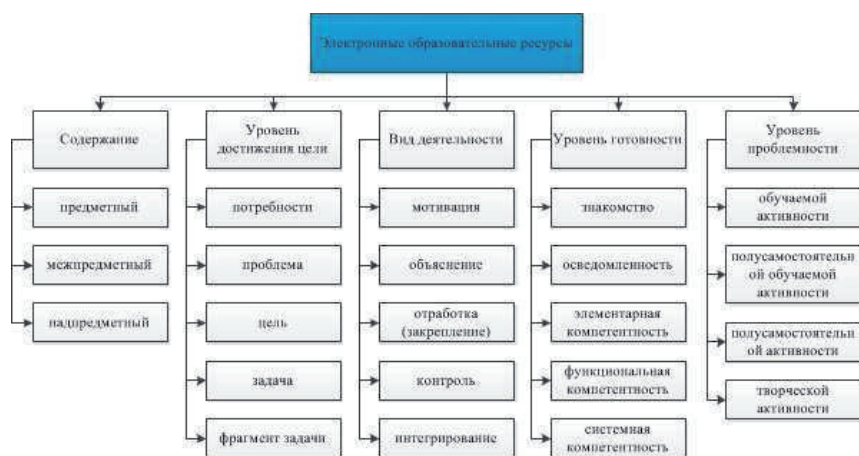 Электронные образовательные ресурсы
Содержание
предметный
межпредметный
надпредметный
Уровень
достижения цели
потребности
проблема
цель
задача
фрагмент задачи
Вид деятельности
мотивация
объяснение
отработка
(закрепление)
контроль
интегрирование
Уровень готовности
знакомство
осведомленность
элементарная
компетентность
функциональная
компетентность
системная
компетентность
Уровень
проблемности
обучаемой
активности
полусамостоятельн
ой обучаемой
активности
полусамостоятельн
ой активности
творческой
активности